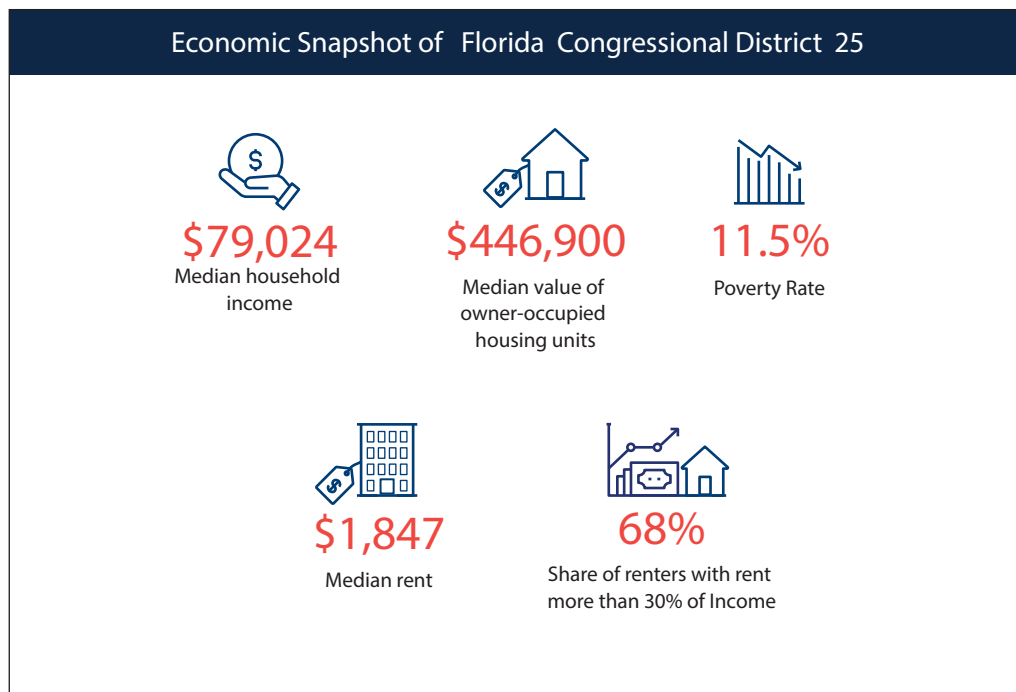 Economic Snapshot of Florida Congressional District 25
$
$79,024
Median household
income
$
$446,900
Median value of
owner-occupied
housing units
11.5%
Poverty Rate
$
$1,847
Median rent
68%
Share of renters with rent
more than 30% of Income